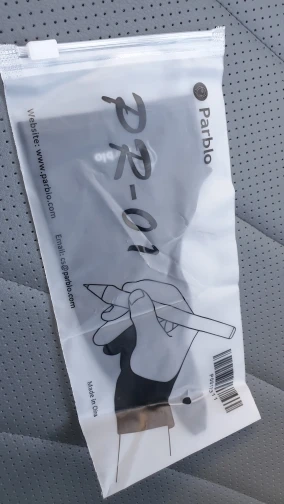 Parblo
PR-01
Website: www.parblo.com
Email: cs@parblo.com
Made in China